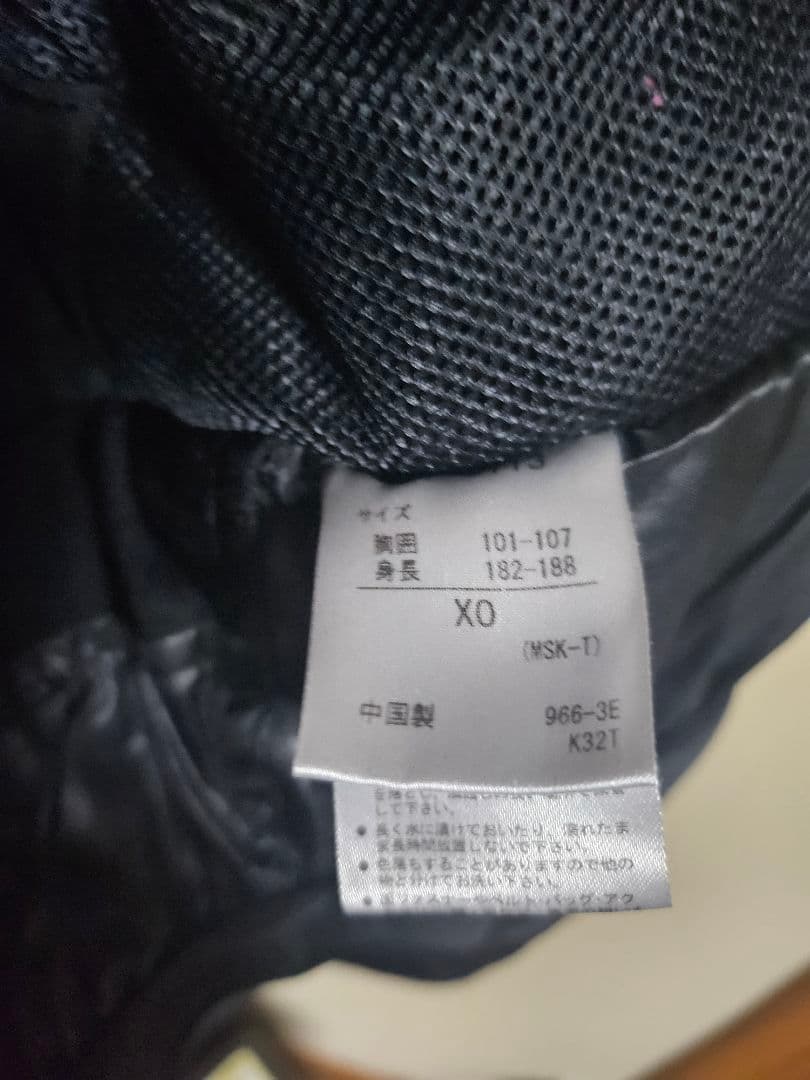 サイズ
胸囲 101-107
身長 182-188
XO
(MSK-T)
中国製 966-3E
K32T
して下さい。
● 長く水に漬けておいたり、濡れたま
ま長時間放置しないで下さい。
● 色落ちすることがありますので他の
物と分けてお洗い下さい。